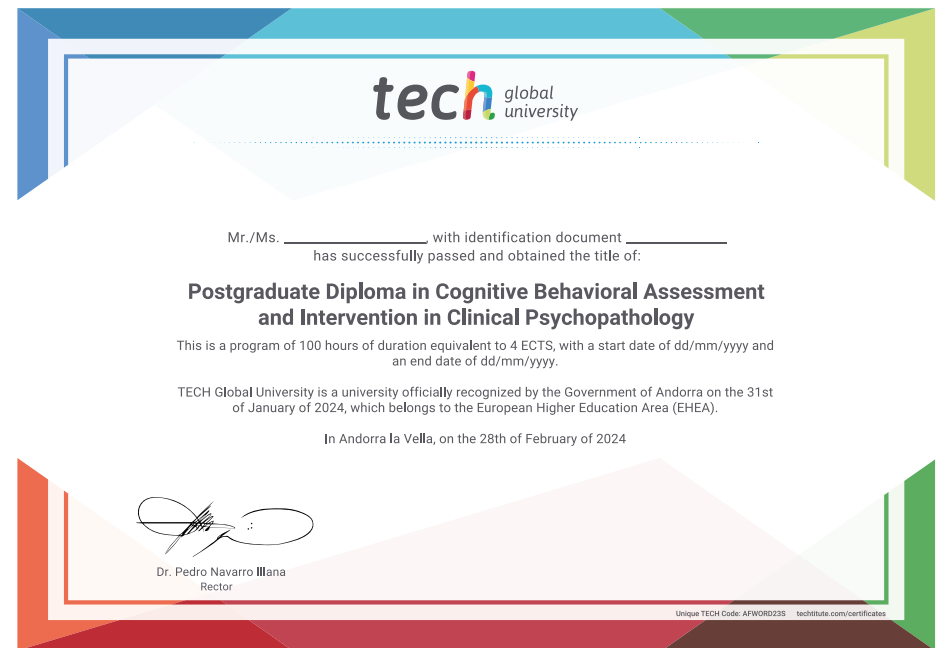 tech global university
Mr./Ms. ________________, with identification document ____________
has successfully passed and obtained the title of:
Postgraduate Diploma in Cognitive Behavioral Assessment
and Intervention in Clinical Psychopathology
This is a program of 100 hours of duration equivalent to 4 ECTS, with a start date of dd/mm/yyyy and
an end date of dd/mm/yyyy.
TECH Global University is a university officially recognized by the Government of Andorra on the 31st
of January of 2024, which belongs to the European Higher Education Area (EHEA).
In Andorra la Vella, on the 28th of February of 2024
Dr. Pedro Navarro Illana
Rector
Unique TECH Code: AFWORD23S techtitute.com/certificates